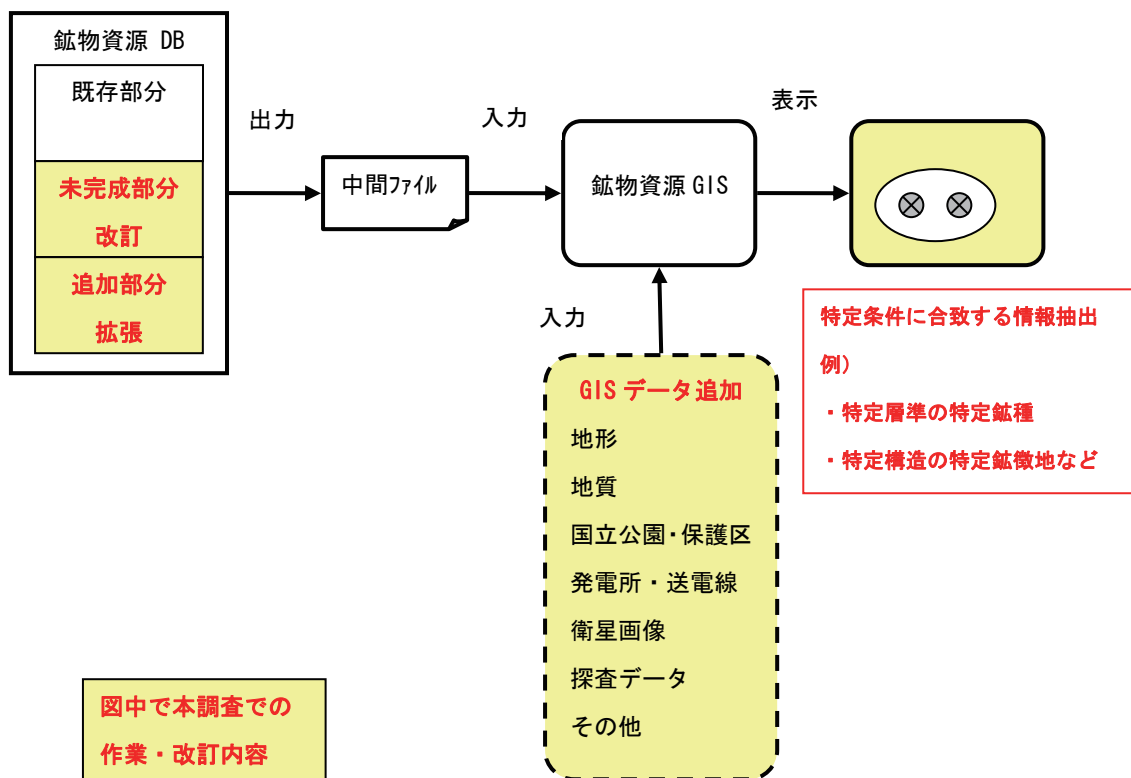 鉱物資源 DB
既存部分
未完成部分
改訂
追加部分
拡張
出力
中間ファイル
入力
鉱物資源 GIS
表示
入力
GIS データ追加
地形
地質
国立公園・保護区
発電所・送電線
衛星画像
探査データ
その他
特定条件に合致する情報抽出
例）
・特定層準の特定鉱種
・特定構造の特定鉱徴地など
図中で本調査での
作業・改訂内容